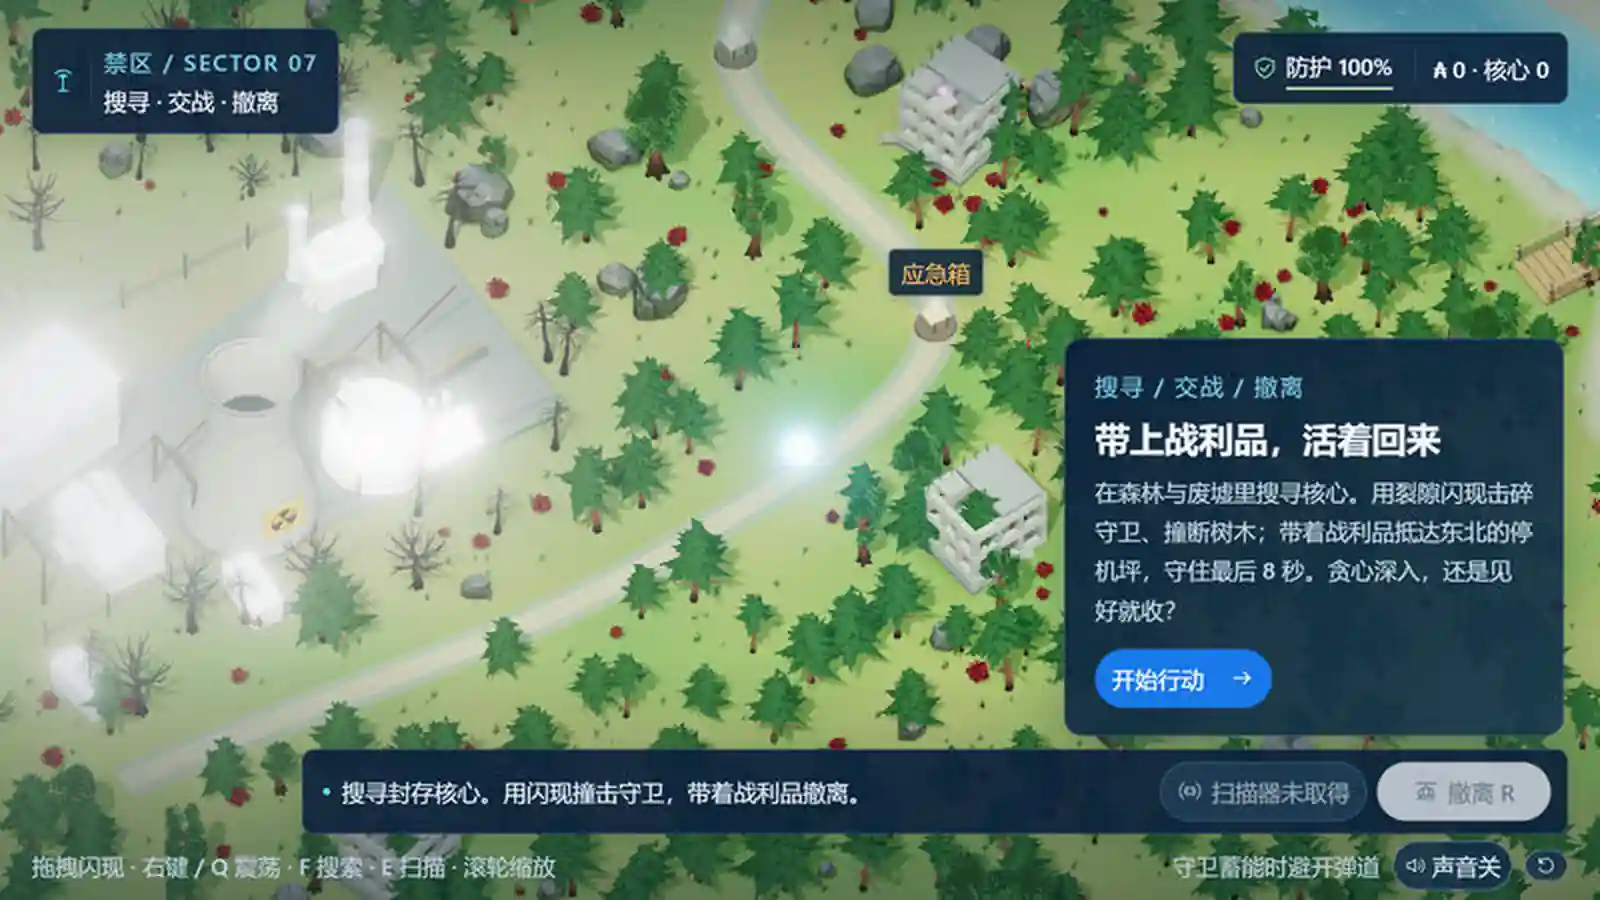 禁区 / SECTOR 07
搜寻 · 交战 · 撤离
防护 100%
0 · 核心 0
应急箱
搜寻 / 交战 / 撤离
带上战利品，活着回来
在森林与废墟里搜寻核心。用裂隙闪现击碎
守卫、撞断树木；带着战利品抵达东北的停
机坪，守住最后 8 秒。贪心深入，还是见
好就收？
开始行动 →
• 搜寻封存核心。用闪现撞击守卫，带着战利品撤离。
扫描器未取得
撤离 R
拖拽闪现 · 右键 / Q 震荡 · F 搜索 · E 扫描 · 滚轮缩放
守卫蓄能时避开弹道
声音关